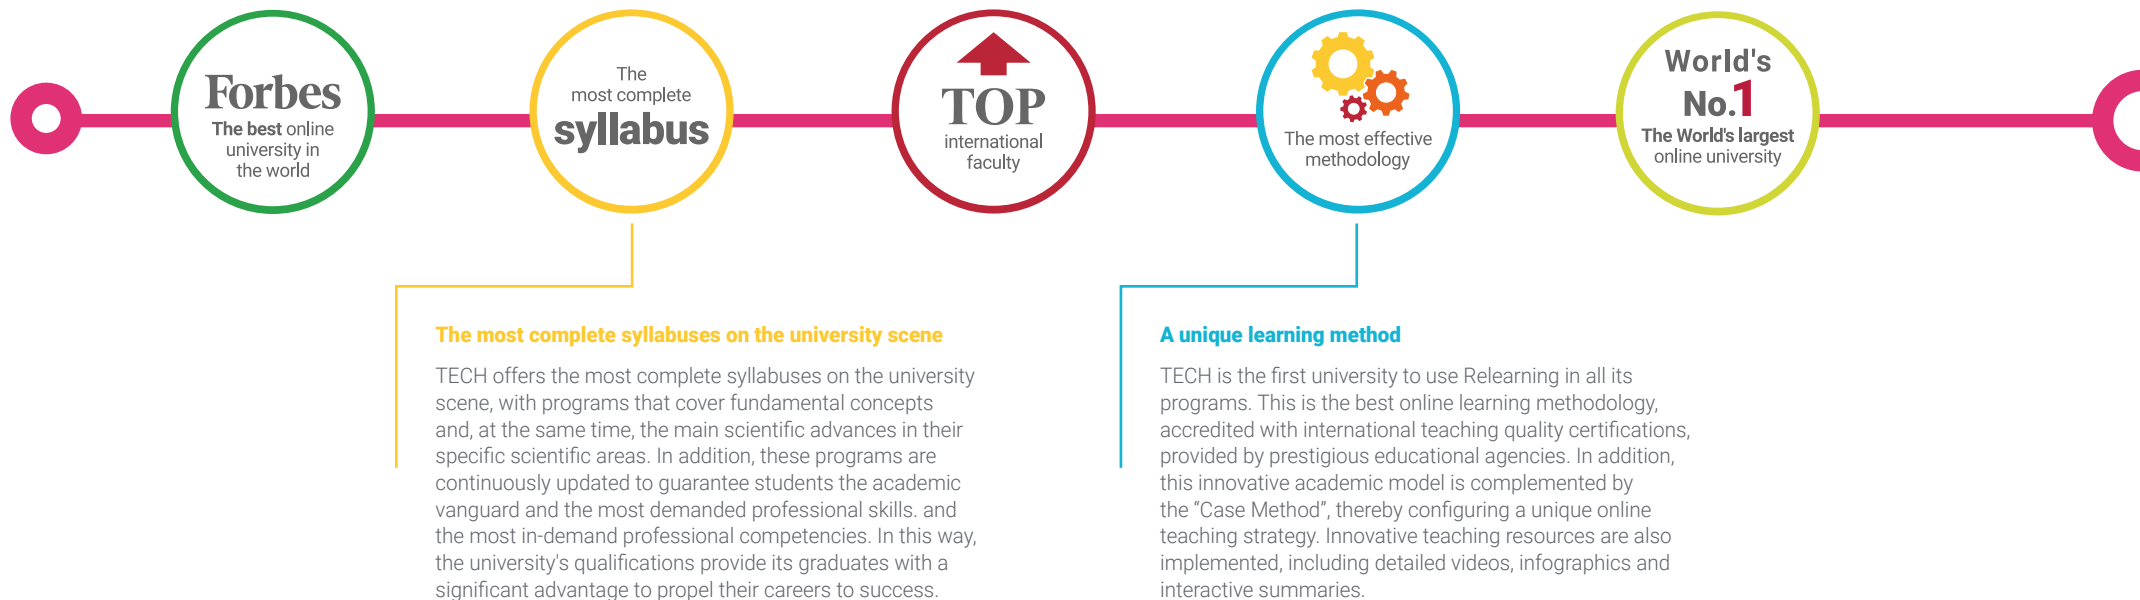 Forbes
The best online
university in
the world
The
most complete
syllabus
TOP
international
faculty
The most effective
methodology
World's
No.1
The World's largest
online university
The most complete syllabuses on the university scene
TECH offers the most complete syllabuses on the university
scene, with programs that cover fundamental concepts
and, at the same time, the main scientific advances in their
specific scientific areas. In addition, these programs are
continuously updated to guarantee students the academic
vanguard and the most demanded professional skills. and
the most in-demand professional competencies. In this way,
the university's qualifications provide its graduates with a
significant advantage to propel their careers to success.
A unique learning method
TECH is the first university to use Relearning in all its
programs. This is the best online learning methodology,
accredited with international teaching quality certifications,
provided by prestigious educational agencies. In addition,
this innovative academic model is complemented by
the “Case Method”, thereby configuring a unique online
teaching strategy. Innovative teaching resources are also
implemented, including detailed videos, infographics and
interactive summaries.